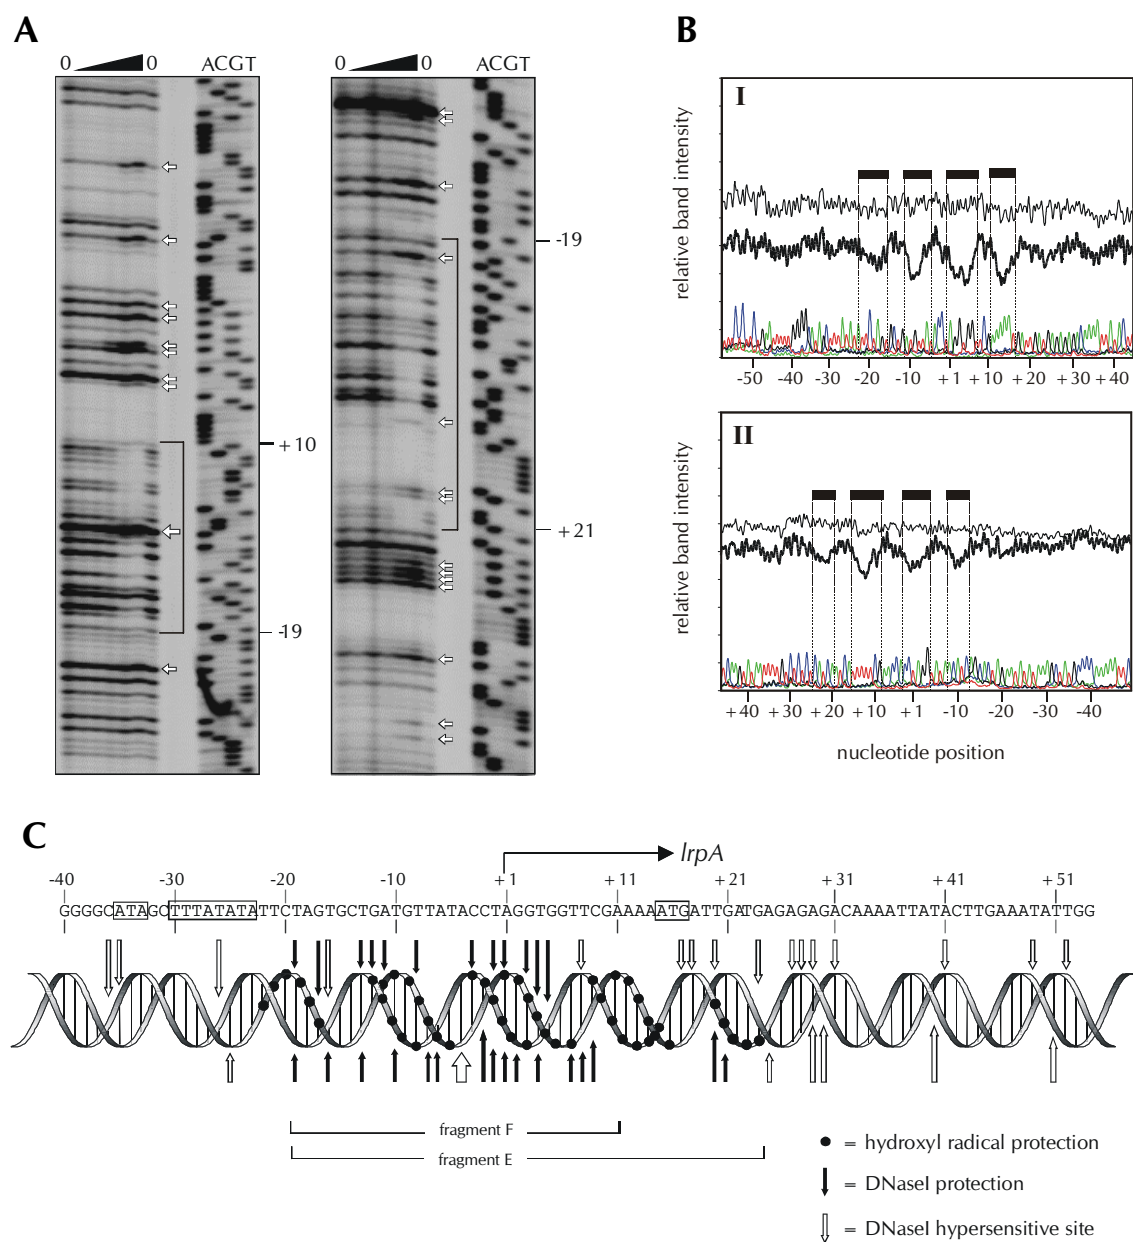 A
0 0 ACGT
0 0 ACGT
+10
-19
-19
+21
B
I
relative band intensity
-50 -40 -30 -20 -10 +1 +10 +20 +30 +40
II
relative band intensity
+40 +30 +20 +10 +1 -10 -20 -30 -40
nucleotide position
C
lrpA
-40 -30 -20 -10 +1 +11 +21 +31 +41 +51
GGGGCATAGCTTTATATATTCTAGTGCTGATGTTATACCTAGGTGGTTCGAAAAATGATTGATGAGAGAGACAAAATTATACTTGAAATATTGG
fragment F
fragment E
= hydroxyl radical protection
= DNaseI protection
= DNaseI hypersensitive site